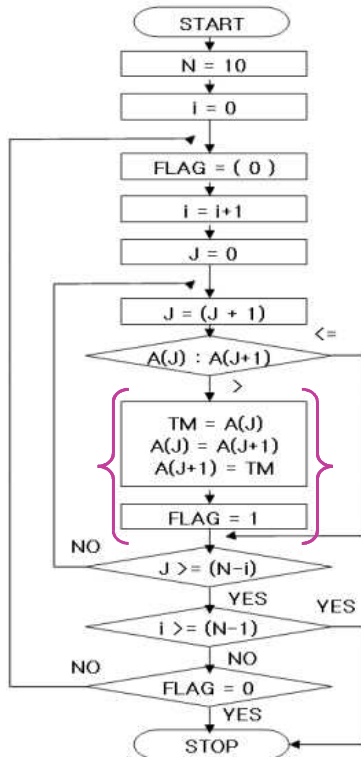 START
N = 10
i = 0
FLAG = ( 0 )
i = i+1
J = 0
J = (J + 1)
<=
A(J) : A(J+1)
>
TM = A(J)
A(J) = A(J+1)
A(J+1) = TM
FLAG = 1
NO
J >= (N-i)
YES
YES
i >= (N-1)
NO
NO
FLAG = 0
YES
STOP